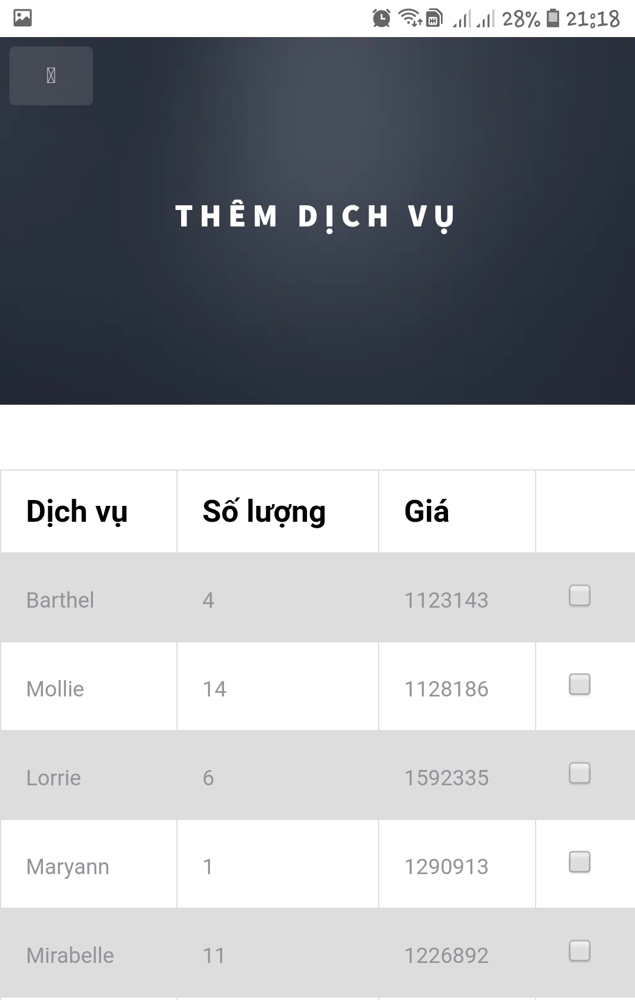 28% 21:18
THÊM DỊCH VỤ
Dịch vụ Số lượng Giá
Barthel 4 1123143
Mollie 14 1128186
Lorrie 6 1592335
Maryann 1 1290913
Mirabelle 11 1226892